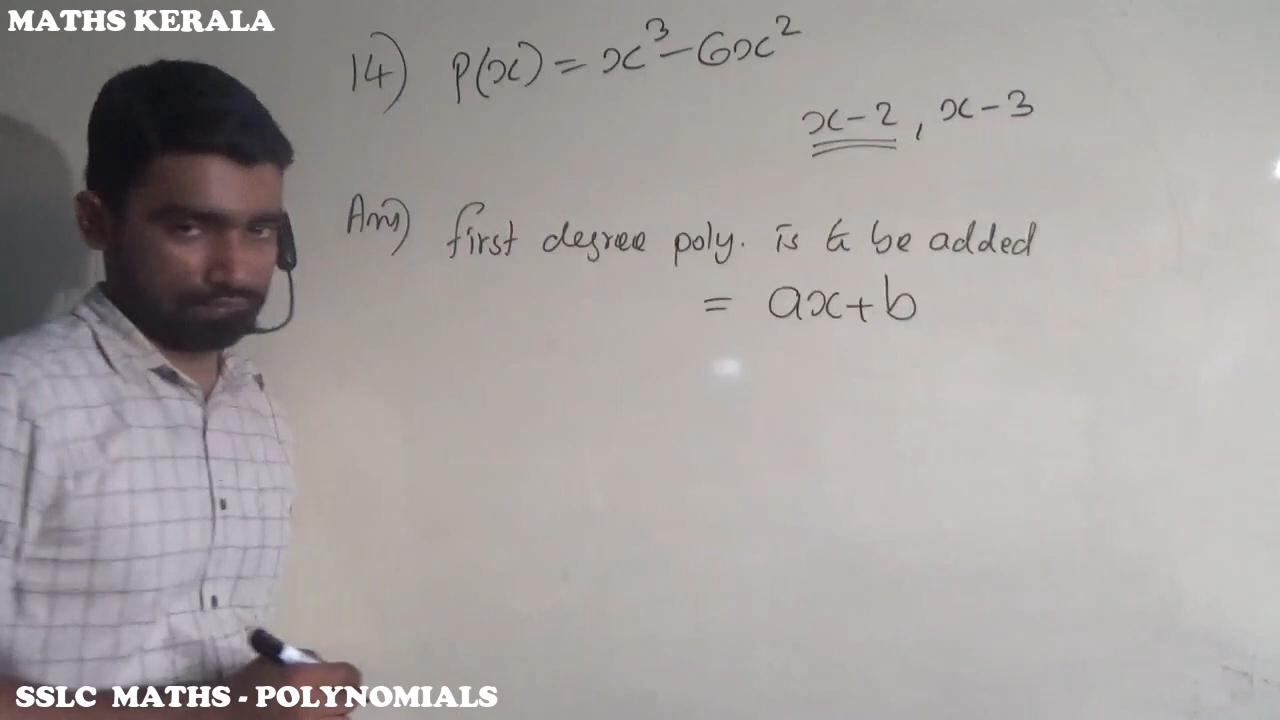 MATHS KERALA
14) P(x) = x³ - 6x²
x-2, x-3
Ans) first degree poly. is to be added
= ax+b
SSLC MATHS - POLYNOMIALS